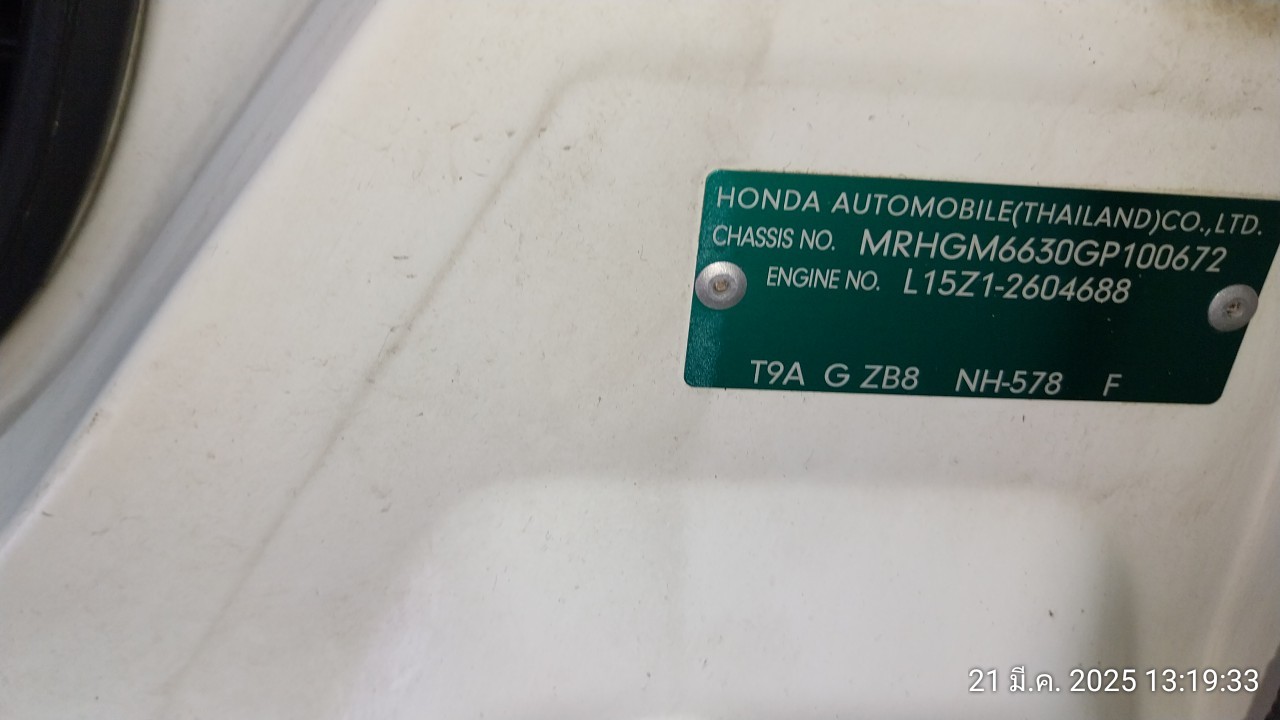 HONDA AUTOMOBILE(THAILAND)CO.,LTD.
CHASSIS NO. MRHGM6630GP100672
ENGINE NO. L15Z1-2604688
T9A G ZB8 NH-578 F
21 มี.ค. 2025 13:19:33